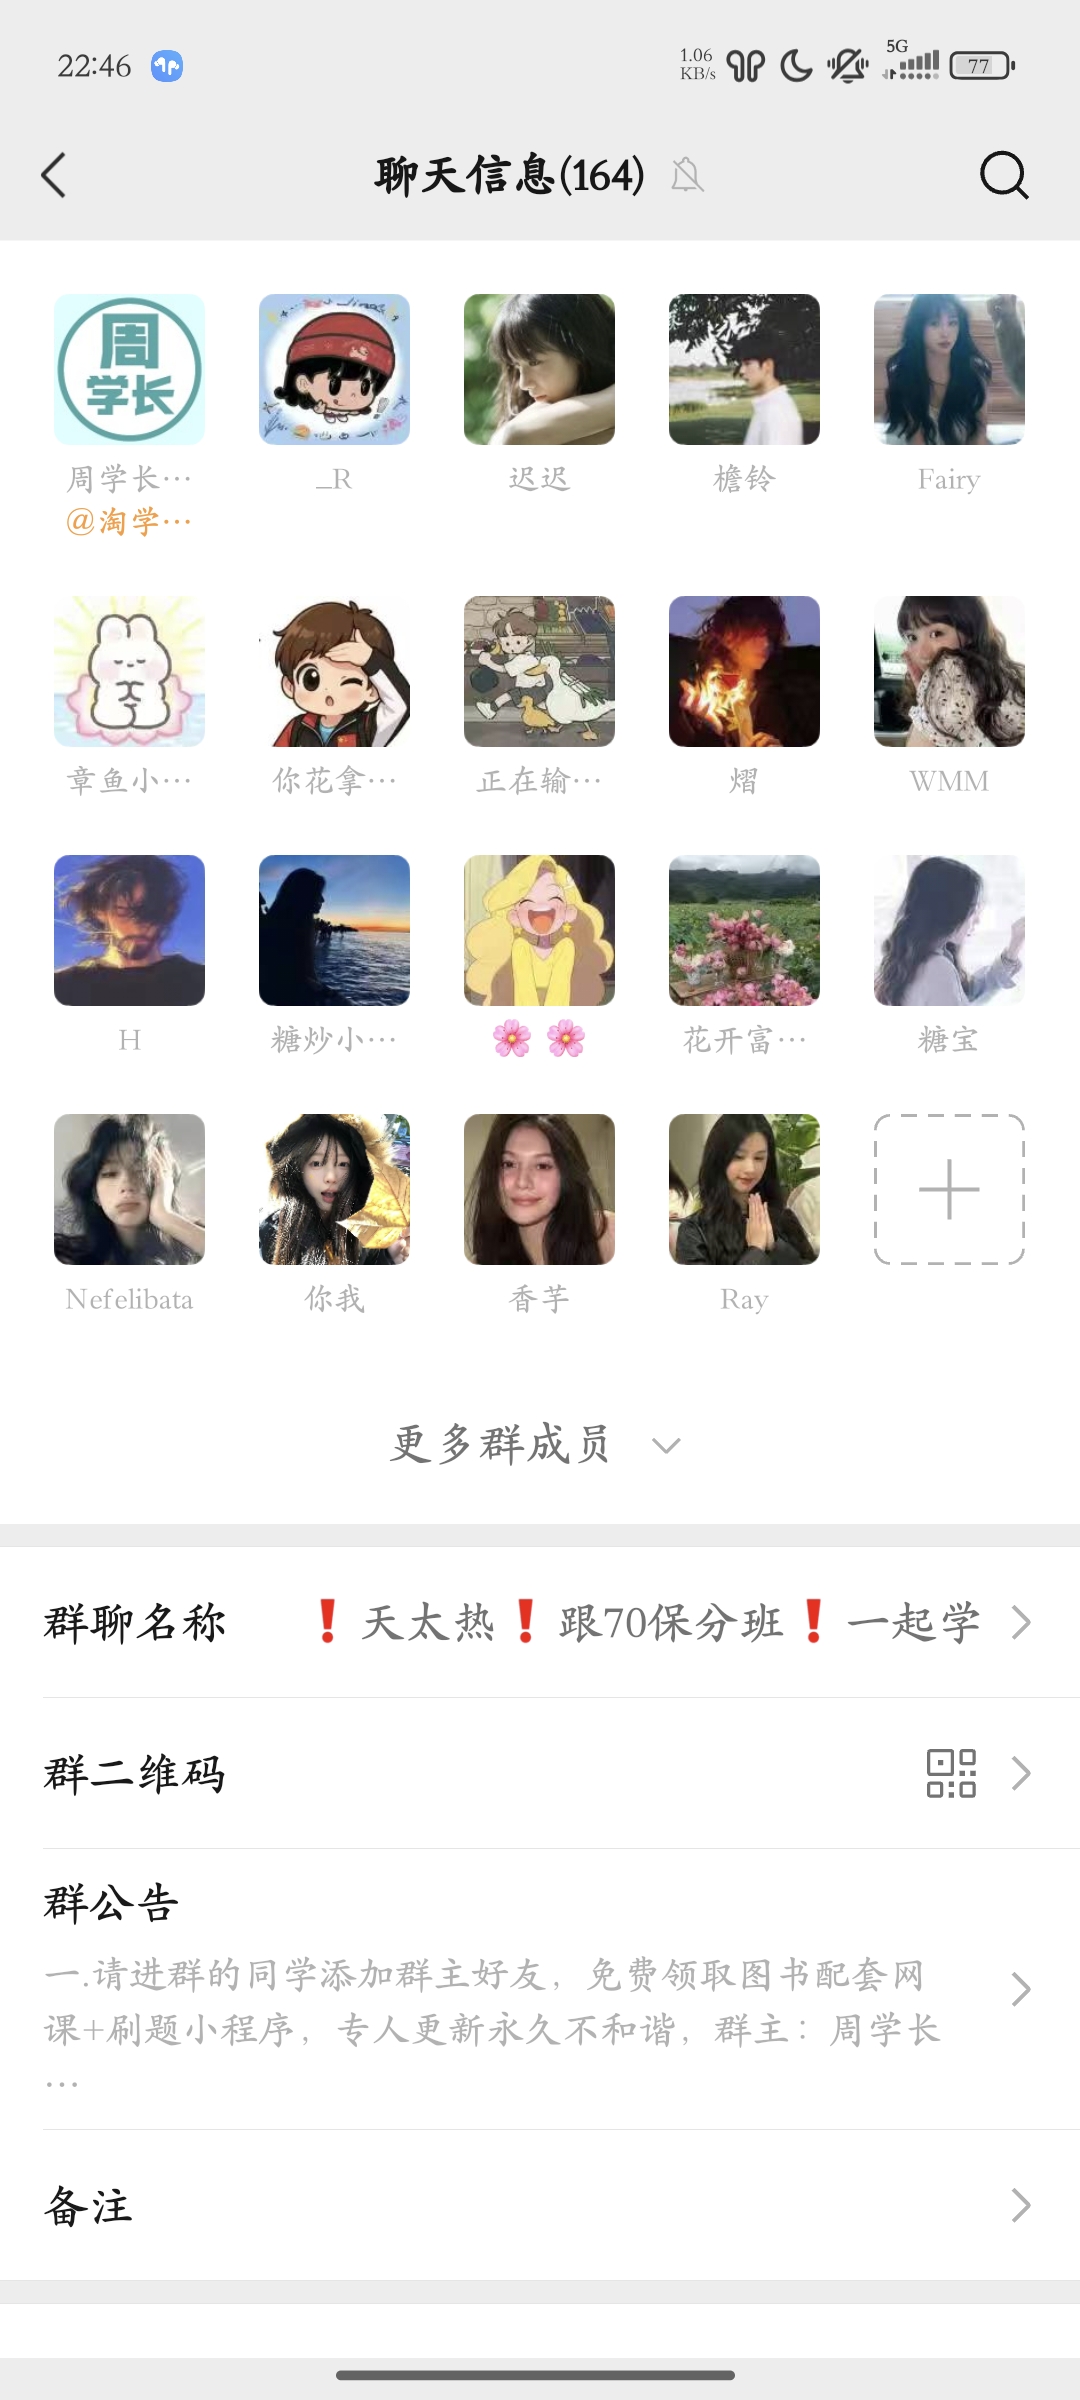 22:46
1.06
KB/s
5G
77
聊天信息(164)
周
学长
周学长…
@淘学…
_R
迟迟
檐铃
Fairy
章鱼小…
你花拿…
正在输…
熠
WMM
H
糖炒小…
🌸🌸
花开富…
糖宝
Nefelibata
你我
香芋
Ray
更多群成员
群聊名称
❗天太热❗跟70保分班❗一起学
群二维码
群公告
一.请进群的同学添加群主好友，免费领取图书配套网
课+刷题小程序，专人更新永久不和谐，群主：周学长
…
备注